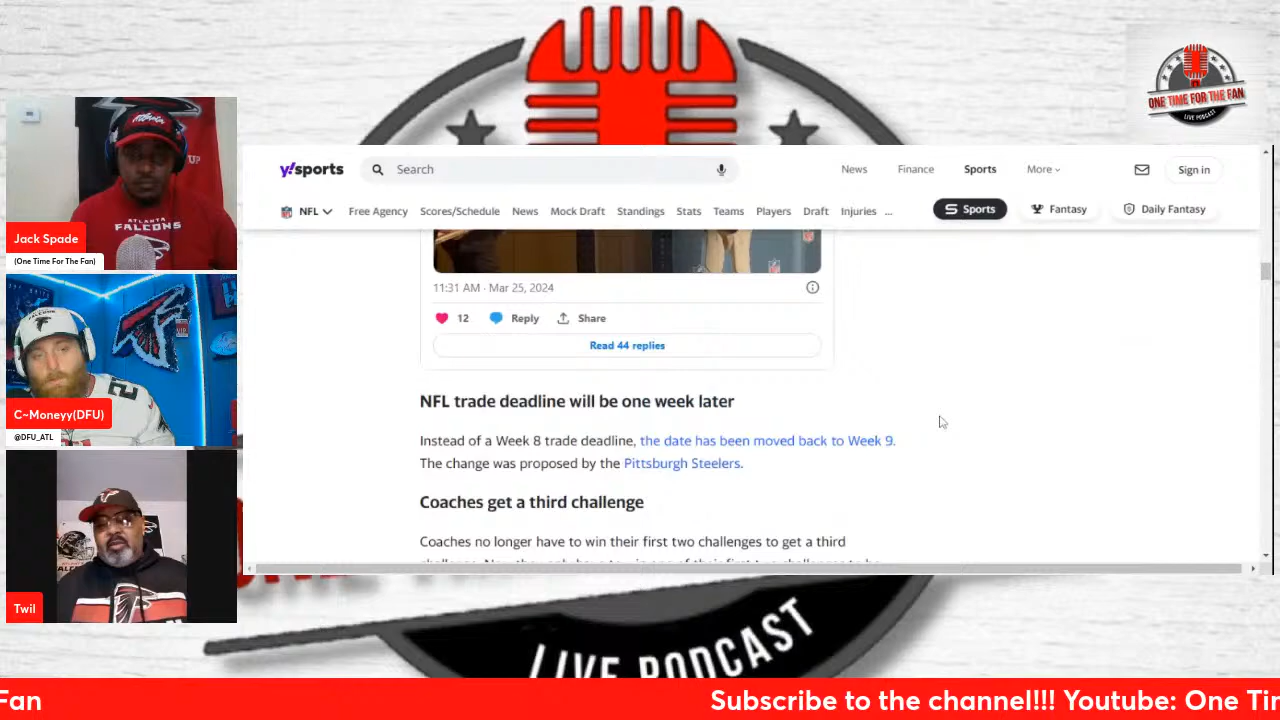 ONE TIME FOR THE FAN
LIVE PODCAST
y!sports
Search
News
Finance
Sports
More
Sign in
NFL
Free Agency
Scores/Schedule
News
Mock Draft
Standings
Stats
Teams
Players
Draft
Injuries
...
Sports
Fantasy
Daily Fantasy
ATLANTA
FALCONS
Jack Spade
(One Time For The Fan)
11:31 AM · Mar 25, 2024
12
Reply
Share
Read 44 replies
FALCONS
C~Moneyy(DFU)
@DFU_ATL
NFL trade deadline will be one week later
Instead of a Week 8 trade deadline, the date has been moved back to Week 9.
The change was proposed by the Pittsburgh Steelers.
Coaches get a third challenge
Coaches no longer have to win their first two challenges to get a third
Twil
LIVE PODCAST
Fan
Subscribe to the channel!!! Youtube: One Tim